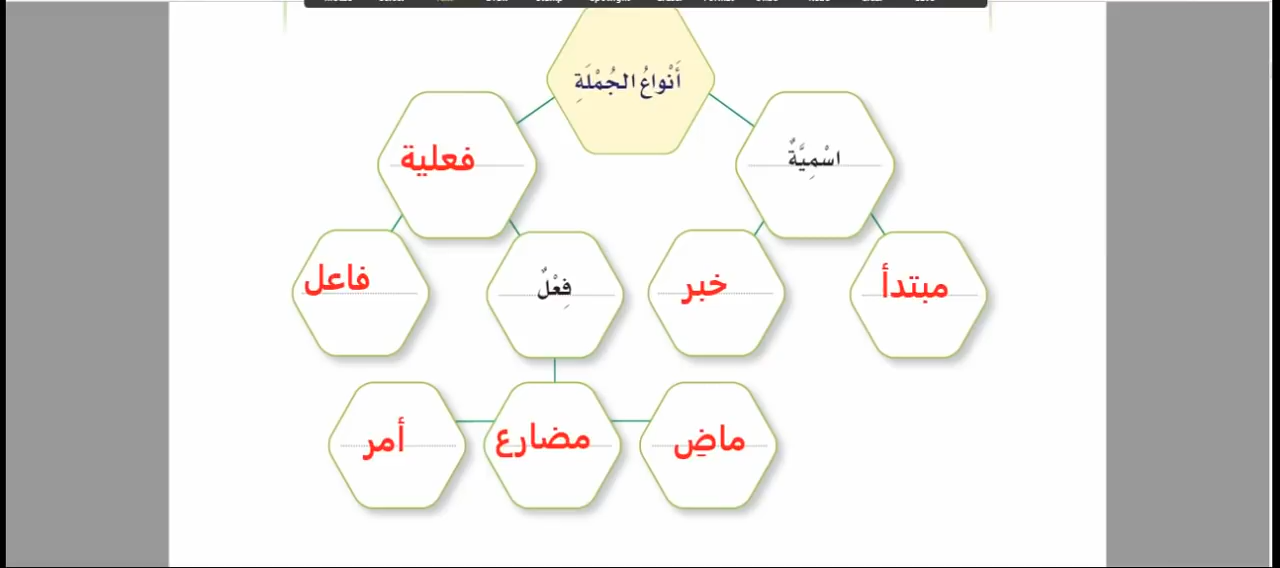 أَنْواعُ الجُمْلَةِ
اسْمِيَّةٌ
فعلية
مبتدأ
خبر
فِعْلٌ
فاعل
ماضِ
مضارع
أمر